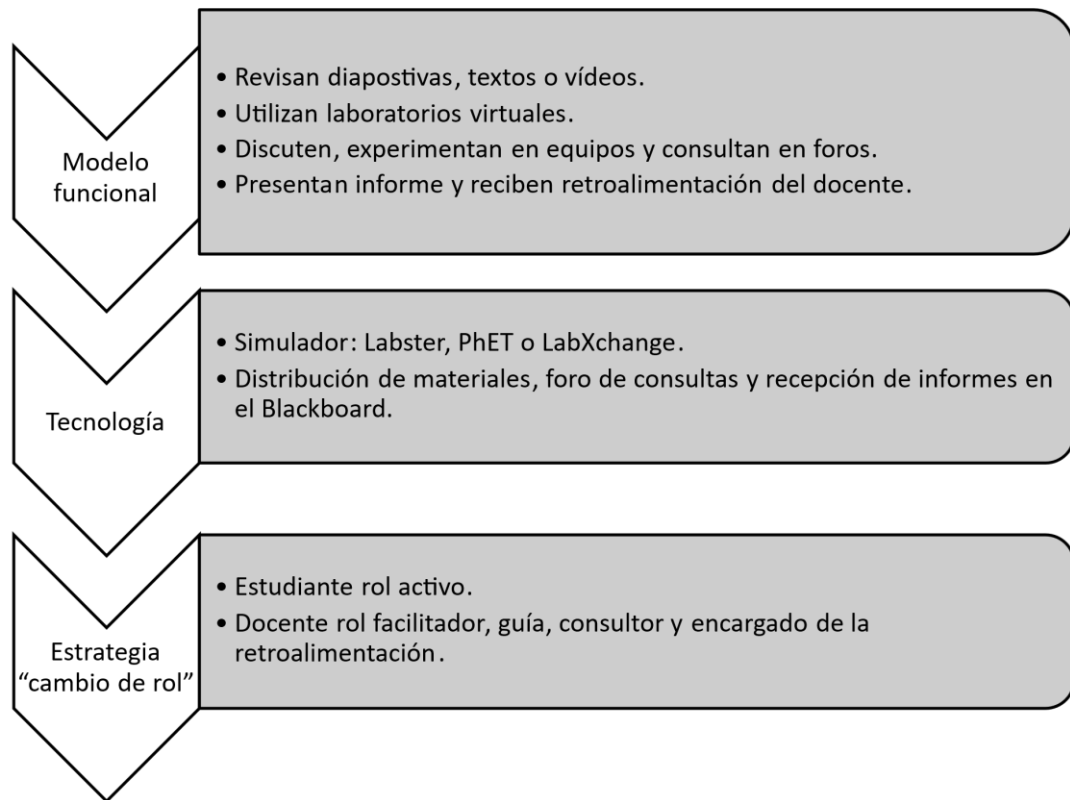 Modelo
funcional
• Revisan diapostivas, textos o vídeos.
• Utilizan laboratorios virtuales.
• Discuten, experimentan en equipos y consultan en foros.
• Presentan informe y reciben retroalimentación del docente.
Tecnología
• Simulador: Labster, PhET o LabXchange.
• Distribución de materiales, foro de consultas y recepción de informes en
el Blackboard.
Estrategia
“cambio de rol”
• Estudiante rol activo.
• Docente rol facilitador, guía, consultor y encargado de la
retroalimentación.